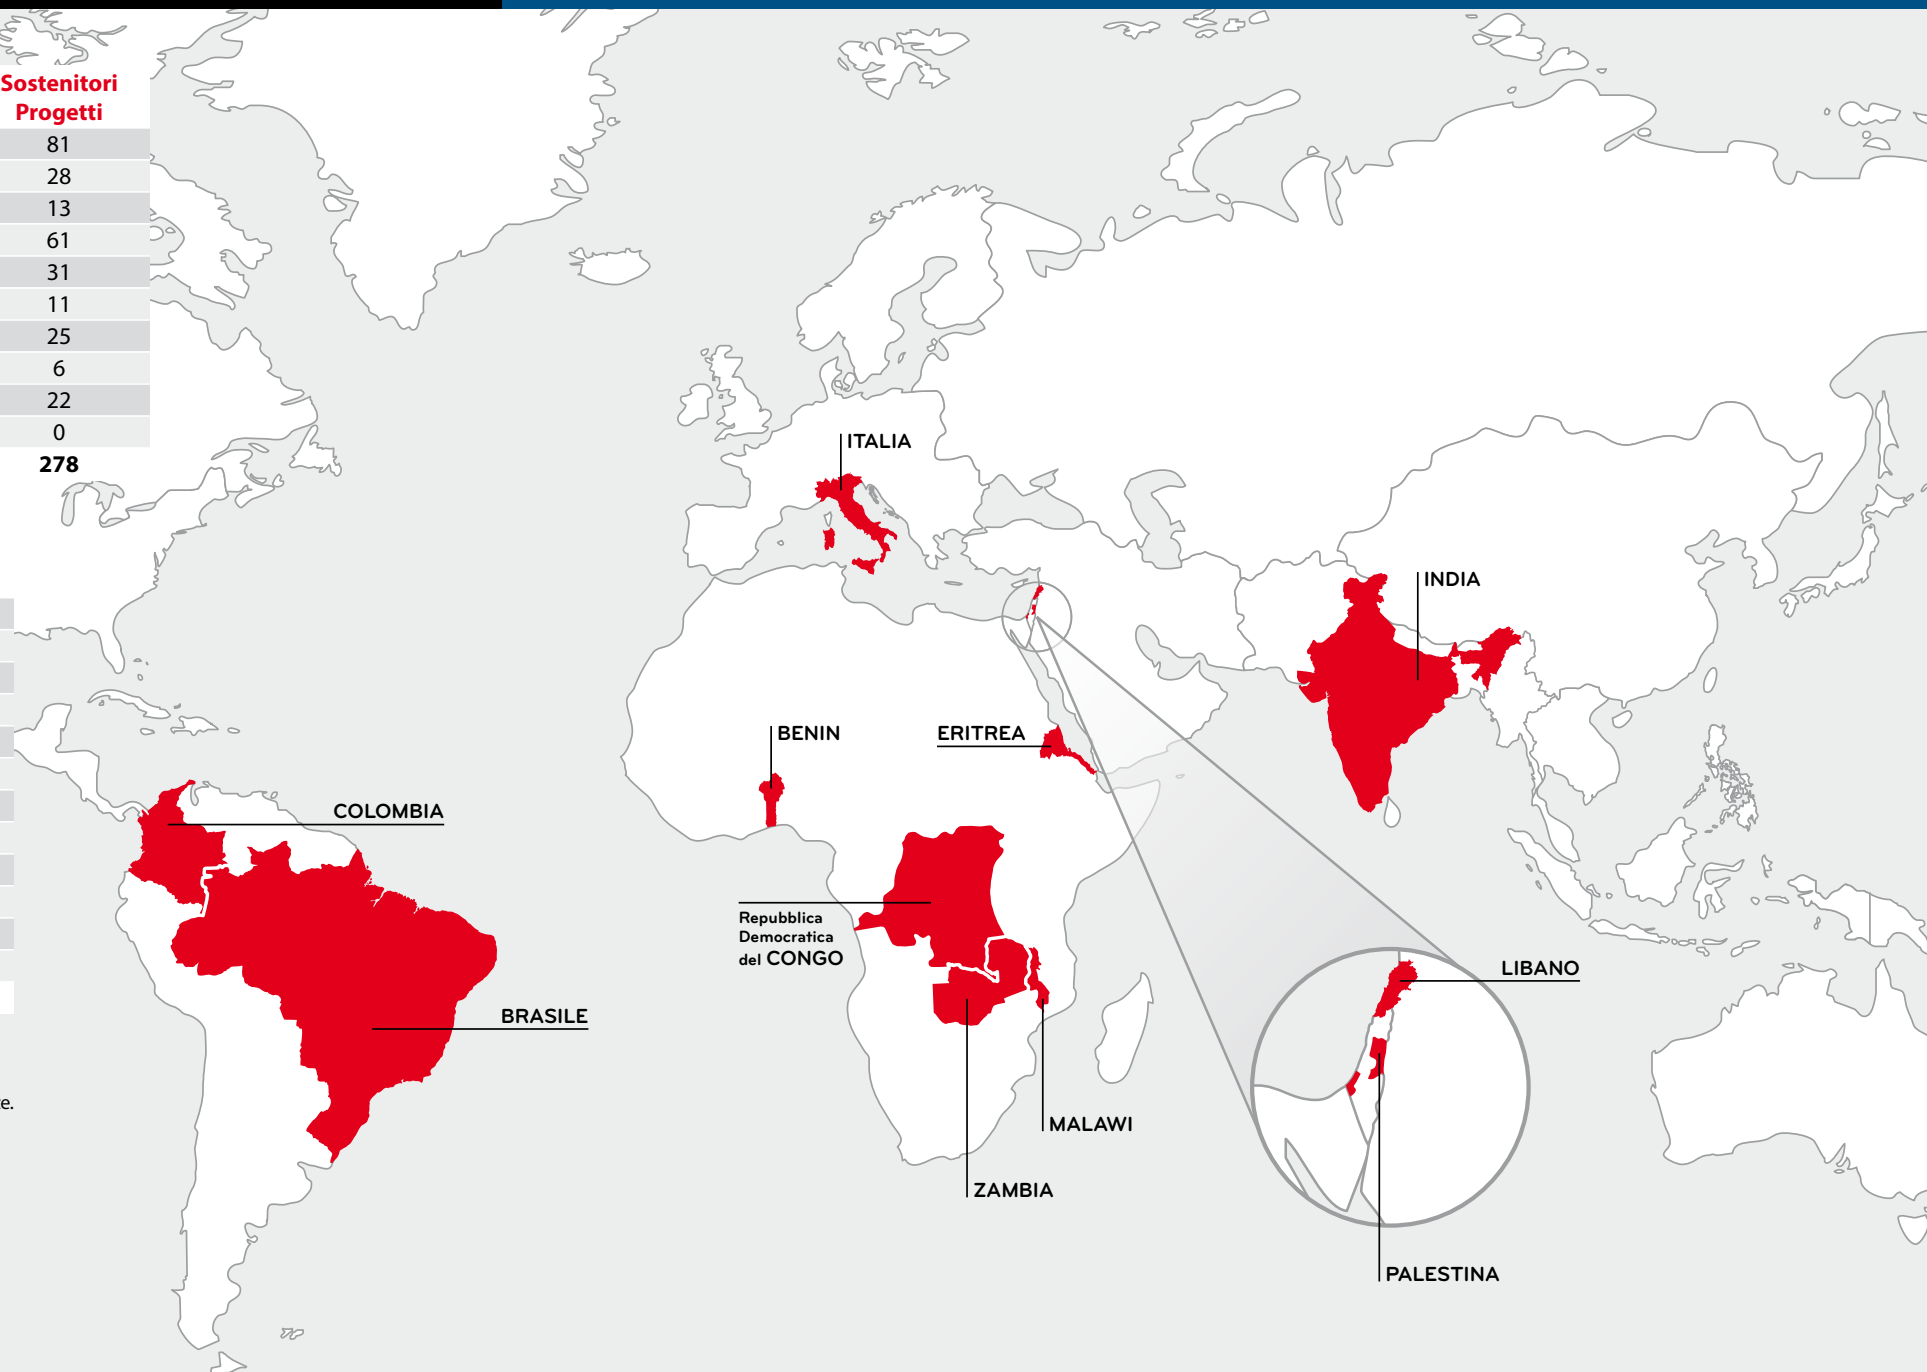 Sostenitori
Progetti
81
28
13
61
31
11
25
6
22
0
278
ITALIA
INDIA
BENIN
ERITREA
COLOMBIA
Repubblica
Democratica
del CONGO
LIBANO
BRASILE
MALAWI
ZAMBIA
PALESTINA